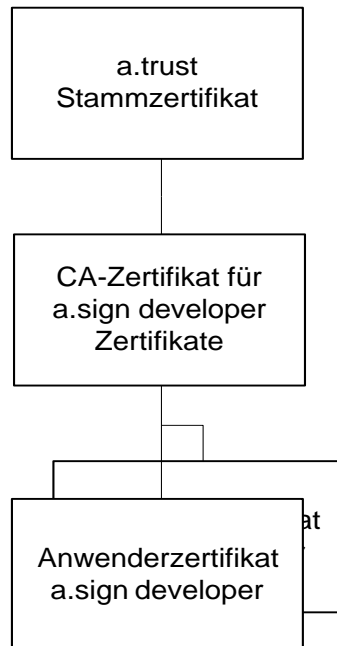 a.trust
Stammzertifikat
CA-Zertifikat für
a.sign developer
Zertifikate
Anwenderzertifikat
a.sign developer